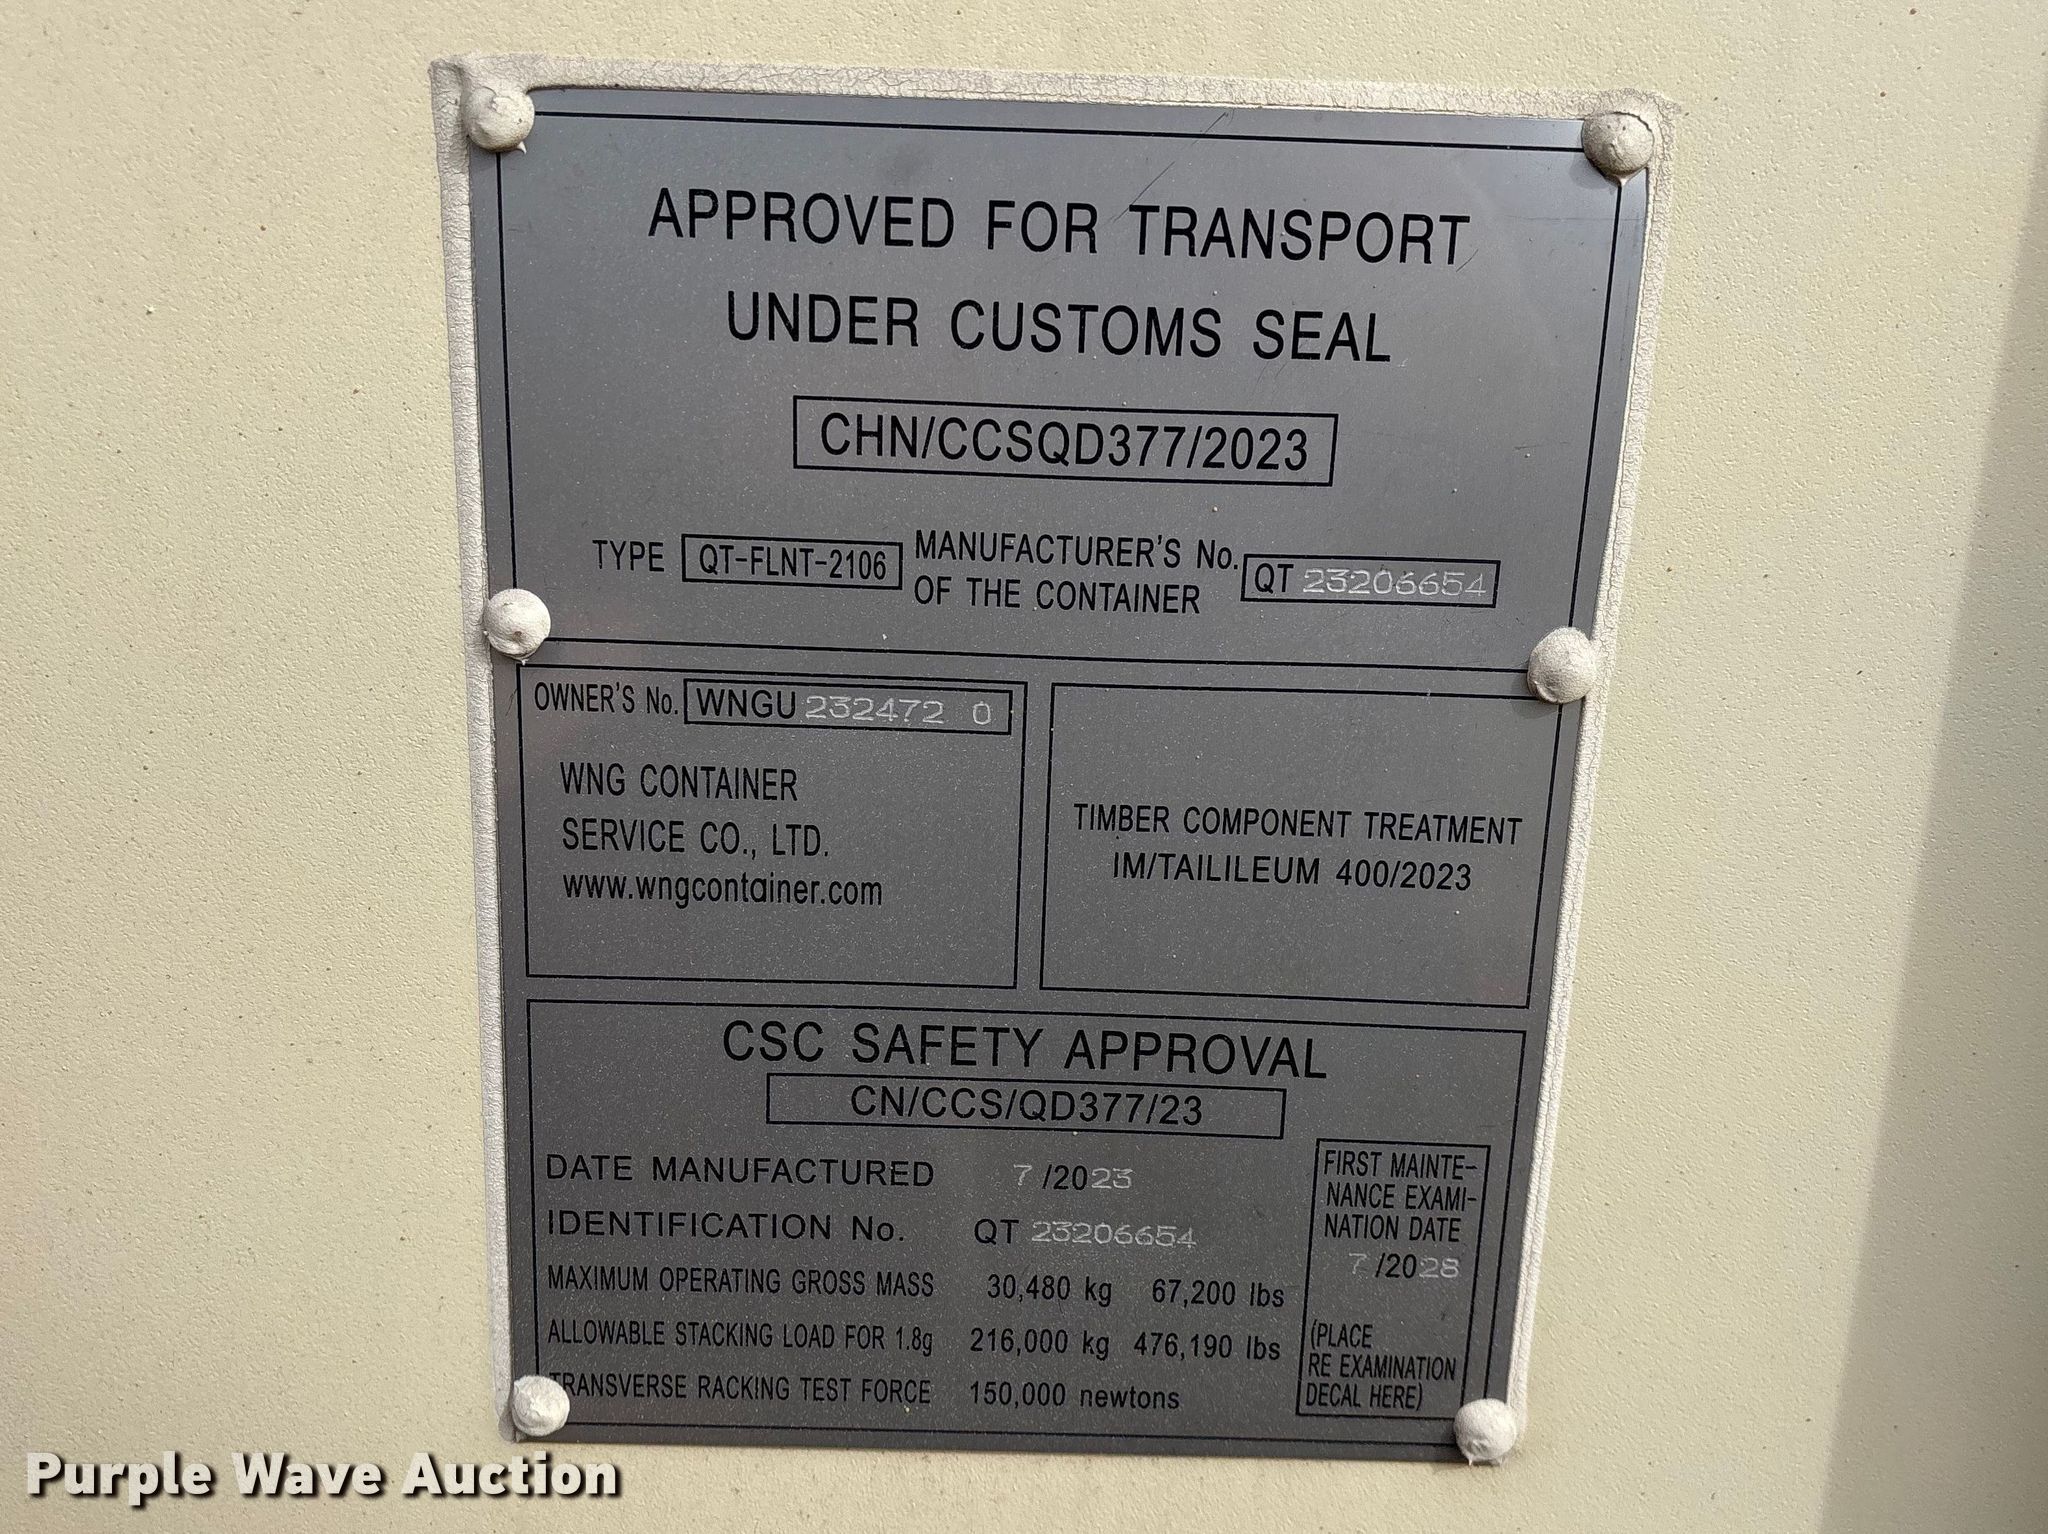 APPROVED FOR TRANSPORT
UNDER CUSTOMS SEAL
CHN/CCSQD377/2023
TYPE QT-FLNT-2106 MANUFACTURER'S No. OF THE CONTAINER QT 23206654
OWNER'S No. WNGU 232472 0
WNG CONTAINER
SERVICE CO., LTD.
www.wngcontainer.com
TIMBER COMPONENT TREATMENT
IM/TAILILEUM 400/2023
CSC SAFETY APPROVAL
CN/CCS/QD377/23
DATE MANUFACTURED 7 /2023
IDENTIFICATION No. QT 23206654
MAXIMUM OPERATING GROSS MASS 30,480 kg 67,200 lbs
ALLOWABLE STACKING LOAD FOR 1.8g 216,000 kg 476,190 lbs
TRANSVERSE RACKING TEST FORCE 150,000 newtons
FIRST MAINTE-
NANCE EXAMI-
NATION DATE
7 /2028
(PLACE
RE EXAMINATION
DECAL HERE)
Purple Wave Auction